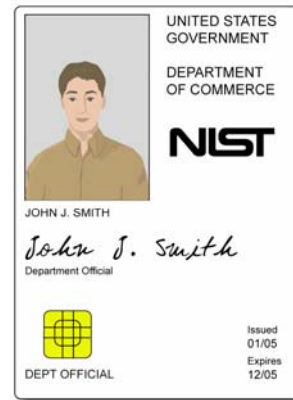 UNITED STATES
GOVERNMENT
DEPARTMENT
OF COMMERCE
NIST
JOHN J. SMITH
John J. Smith
Department Official
DEPT OFFICIAL
Issued
01/05
Expires
12/05